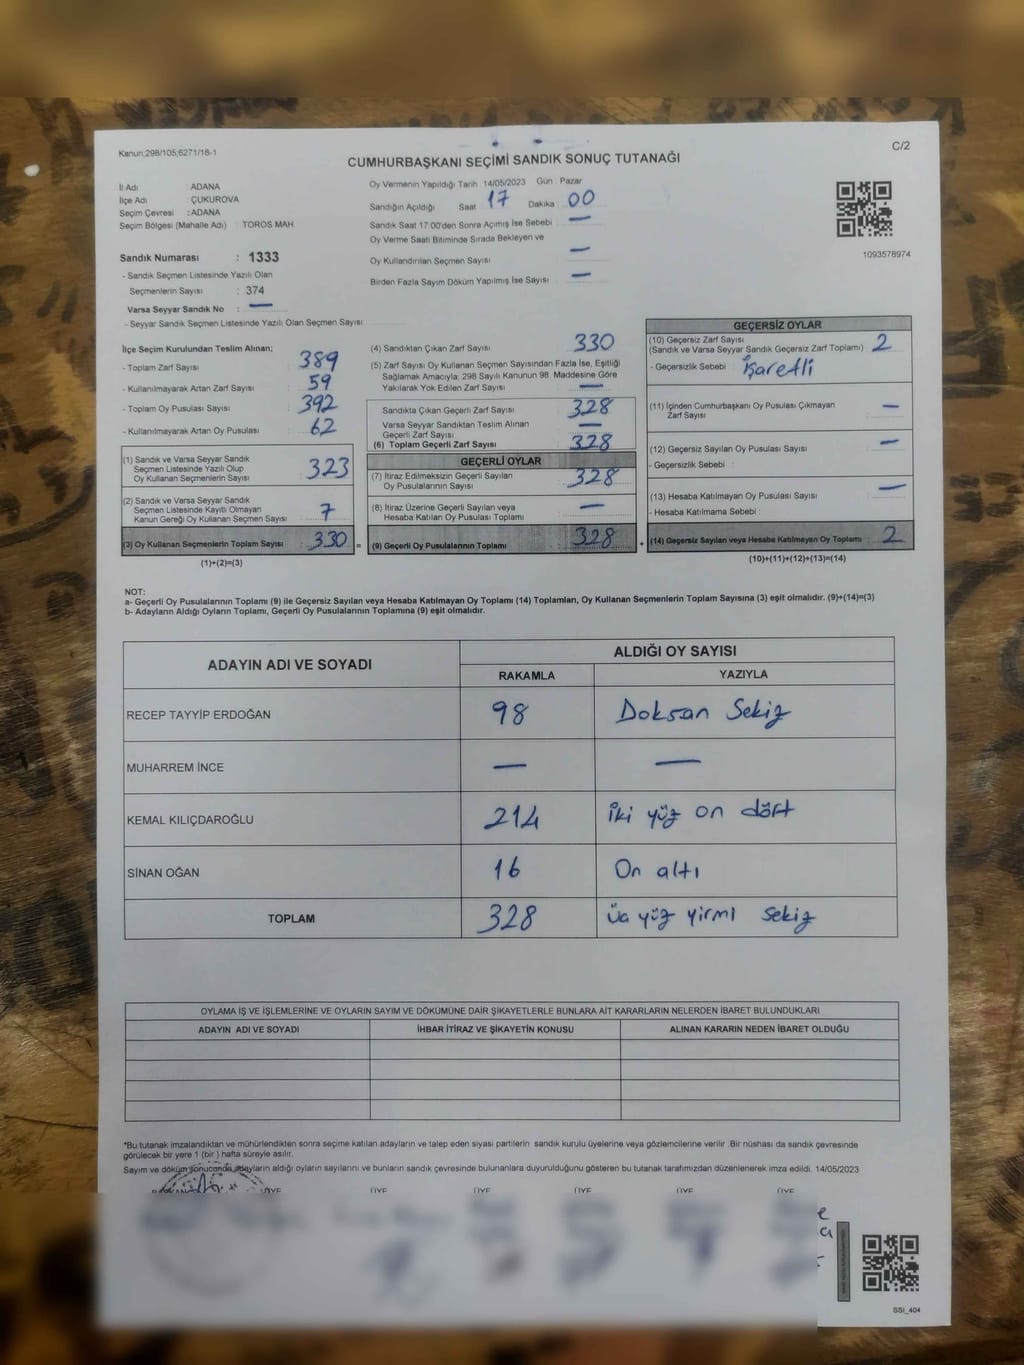 Kanun;298/105;6271/18-1
C/2
CUMHURBAŞKANI SEÇİMİ SANDIK SONUÇ TUTANAĞI
İl Adı : ADANA
İlçe Adı : ÇUKUROVA
Seçim Çevresi : ADANA
Seçim Bölgesi (Mahalle Adı) TOROS MAH
Sandık Numarası : 1333
- Sandık Seçmen Listesinde Yazılı Olan
Seçmenlerin Sayısı : 374
Varsa Seyyar Sandık No : —
- Seyyar Sandık Seçmen Listesinde Yazılı Olan Seçmen Sayısı
Oy Vermenin Yapıldığı Tarih 14/05/2023 Gün : Pazar
Sandığın Açıldığı Saat 17 Dakika 00
Sandık Saat 17:00'den Sonra Açımış İse Sebebi —
Oy Verme Saati Bitiminde Sırada Bekleyen ve
Oy Kullandırılan Seçmen Sayısı —
Birden Fazla Sayım Döküm Yapılmış İse Sayısı —
1093578974
İlçe Seçim Kurulundan Teslim Alınan;
- Toplam Zarf Sayısı : 389
- Kullanılmayarak Artan Zarf Sayısı : 59
- Toplam Oy Pusulası Sayısı : 392
- Kullanılmayarak Artan Oy Pusulası : 62
(1) Sandık ve Varsa Seyyar Sandık
Seçmen Listesinde Yazılı Olup
Oy Kullanan Seçmenlerin Sayısı : 323
(2) Sandık ve Varsa Seyyar Sandık
Seçmen Listesinde Kayıtlı Olmayan
Kanun Gereği Oy Kullanan Seçmen Sayısı : 7
(3) Oy Kullanan Seçmenlerin Toplam Sayısı : 330 =
(1)+(2)=(3)
(4) Sandıktan Çıkan Zarf Sayısı 330
(5) Zarf Sayısı Oy Kullanan Seçmen Sayısından Fazla İse, Eşitliği
Sağlamak Amacıyla; 298 Sayılı Kanunun 98. Maddesine Göre
Yakılarak Yok Edilen Zarf Sayısı —
Sandıkta Çıkan Geçerli Zarf Sayısı 328
Varsa Seyyar Sandıktan Teslim Alınan —
Geçerli Zarf Sayısı
(6) Toplam Geçerli Zarf Sayısı 328
GEÇERLİ OYLAR
(7) İtiraz Edilmeksizin Geçerli Sayılan
Oy Pusulalarının Sayısı 328
(8) İtiraz Üzerine Geçerli Sayılan veya
Hesaba Katılan Oy Pusulası Toplamı —
(9) Geçerli Oy Pusulalarının Toplamı 328 +
GEÇERSİZ OYLAR
(10) Geçersiz Zarf Sayısı
(Sandık ve Varsa Seyyar Sandık Geçersiz Zarf Toplamı) : 2
- Geçersizlik Sebebi : İşaretli
(11) İçinden Cumhurbaşkanı Oy Pusulası Çıkmayan
Zarf Sayısı —
(12) Geçersiz Sayılan Oy Pusulası Sayısı —
- Geçersizlik Sebebi :
(13) Hesaba Katılmayan Oy Pusulası Sayısı —
- Hesaba Katılmama Sebebi :
(14) Geçersiz Sayılan veya Hesaba Katılmayan Oy Toplamı : 2
(10)+(11)+(12)+(13)=(14)
NOT:
a- Geçerli Oy Pusulalarının Toplamı (9) ile Geçersiz Sayılan veya Hesaba Katılmayan Oy Toplamı (14) Toplamları, Oy Kullanan Seçmenlerin Toplam Sayısına (3) eşit olmalıdır. (9)+(14)=(3)
b- Adayların Aldığı Oyların Toplamı, Geçerli Oy Pusulalarının Toplamına (9) eşit olmalıdır.
ADAYIN ADI VE SOYADI
ALDIĞI OY SAYISI
RAKAMLA YAZIYLA
RECEP TAYYİP ERDOĞAN 98 Doksan Sekiz
MUHARREM İNCE — —
KEMAL KILIÇDAROĞLU 214 İki yüz on dört
SİNAN OĞAN 16 On altı
TOPLAM 328 Üç yüz yirmi sekiz
OYLAMA İŞ VE İŞLEMLERİNE VE OYLARIN SAYIM VE DÖKÜMÜNE DAİR ŞİKAYETLERLE BUNLARA AİT KARARLARIN NELERDEN İBARET BULUNDUKLARI
ADAYIN ADI VE SOYADI İHBAR İTİRAZ VE ŞİKAYETİN KONUSU ALINAN KARARIN NEDEN İBARET OLDUĞU
*Bu tutanak imzalandıktan ve mühürlendikten sonra seçime katılan adayların ve talep eden siyasi partilerin sandık kurulu üyelerine veya gözlemcilerine verilir .Bir nüshası da sandık çevresinde
görülecek bir yere 1 (bir ) hafta süreyle asılır.
Sayım ve döküm sonucunda adayların aldığı oyların sayılarını ve bunların sandık çevresinde bulunanlara duyurulduğunu gösteren bu tutanak tarafımızdan düzenlenerek imza edildi. 14/05/2023
ÜYE ÜYE ÜYE ÜYE ÜYE ÜYE
SSI_404